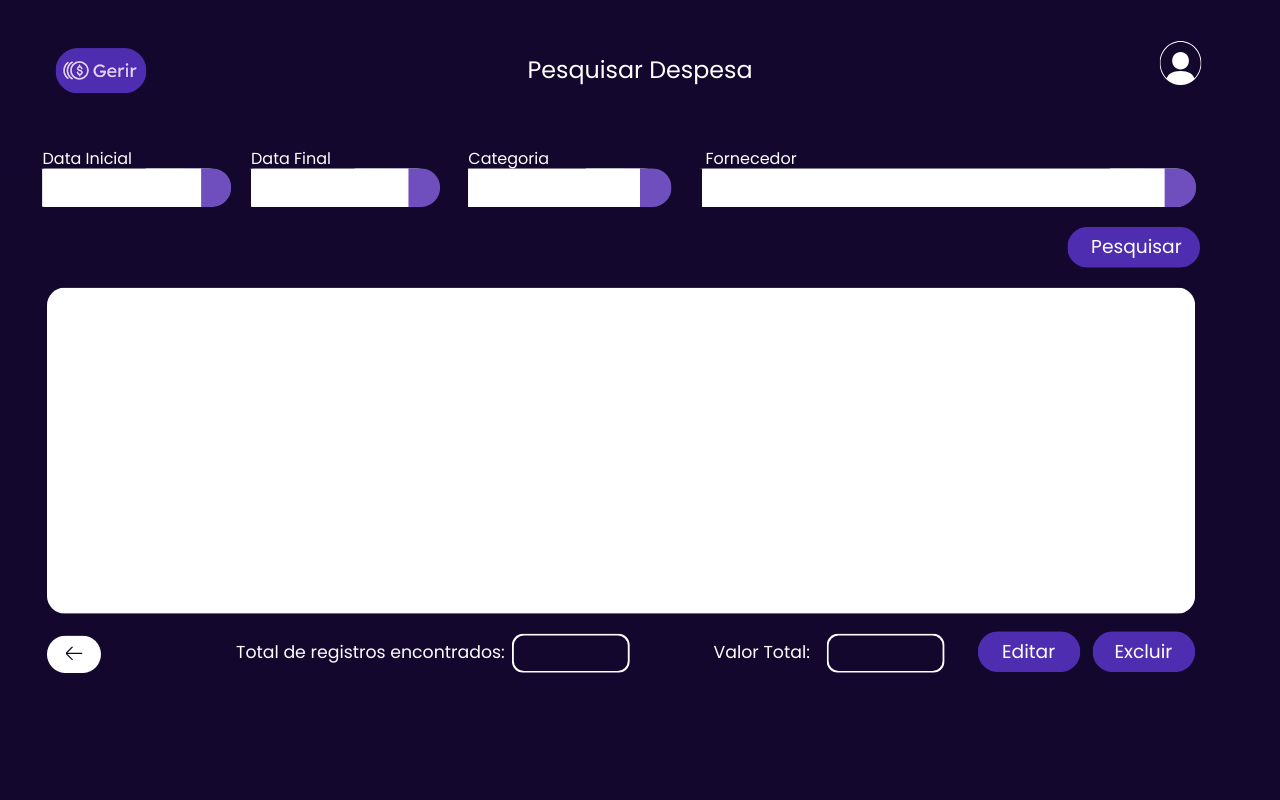 Gerir
Pesquisar Despesa
Data Inicial
Data Final
Categoria
Fornecedor
Pesquisar
Total de registros encontrados:
Valor Total:
Editar
Excluir